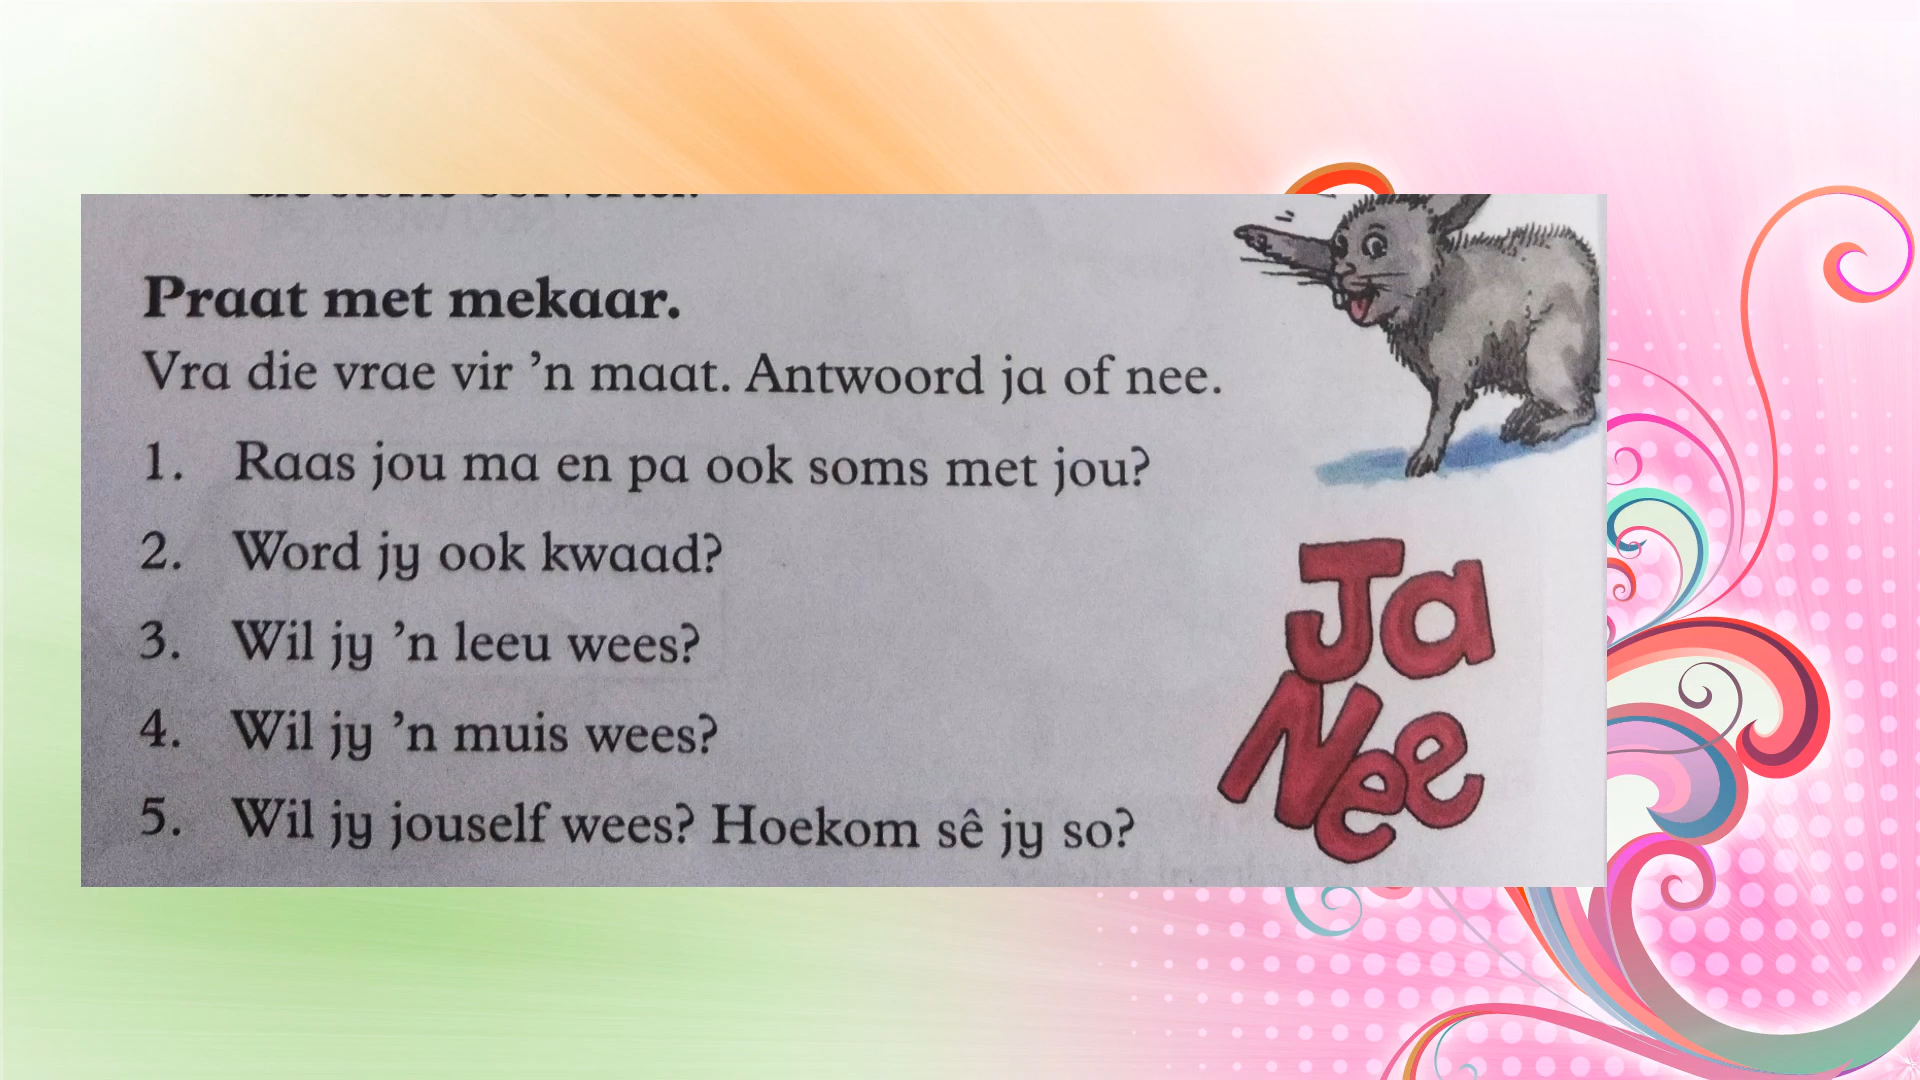 Praat met mekaar.
Vra die vrae vir ’n maat. Antwoord ja of nee.
1. Raas jou ma en pa ook soms met jou?
2. Word jy ook kwaad?
3. Wil jy ’n leeu wees?
4. Wil jy ’n muis wees?
5. Wil jy jouself wees? Hoekom sê jy so?
Ja
Nee